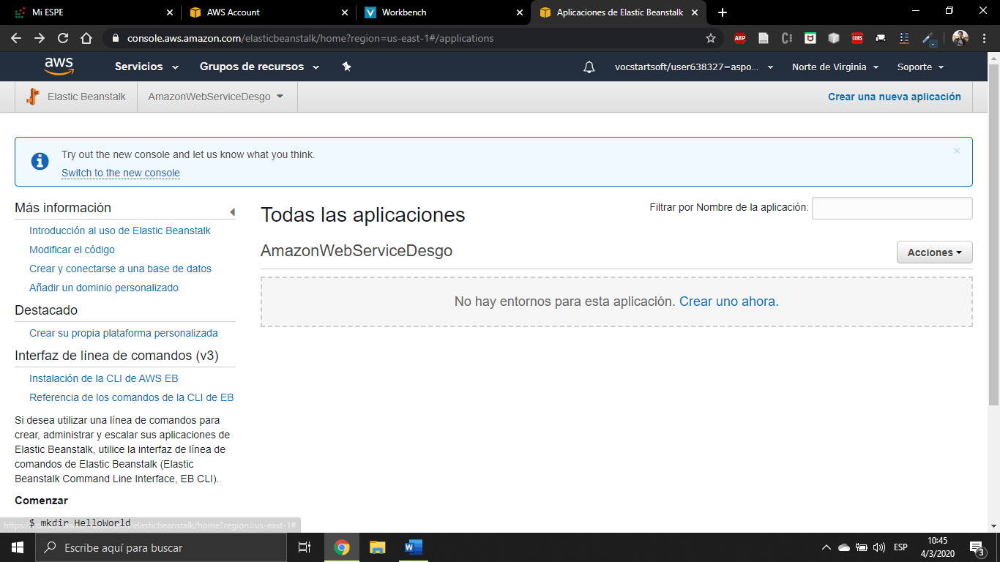 Mi ESPE
AWS Account
Workbench
Aplicaciones de Elastic Beanstalk
console.aws.amazon.com/elasticbeanstalk/home?region=us-east-1#/applications
ABP
CORS
aws
Servicios
Grupos de recursos
vocstartsoft/user638327=aspo...
Norte de Virginia
Soporte
Elastic Beanstalk
AmazonWebServiceDesgo
Crear una nueva aplicación
Try out the new console and let us know what you think.
Switch to the new console
Más información
Introducción al uso de Elastic Beanstalk
Modificar el código
Crear y conectarse a una base de datos
Añadir un dominio personalizado
Destacado
Crear su propia plataforma personalizada
Interfaz de línea de comandos (v3)
Instalación de la CLI de AWS EB
Referencia de los comandos de la CLI de EB
Si desea utilizar una línea de comandos para
crear, administrar y escalar sus aplicaciones de
Elastic Beanstalk, utilice la interfaz de línea de
comandos de Elastic Beanstalk (Elastic
Beanstalk Command Line Interface, EB CLI).
Comenzar
$ mkdir HelloWorld
Todas las aplicaciones
Filtrar por Nombre de la aplicación:
AmazonWebServiceDesgo
Acciones
No hay entornos para esta aplicación. Crear uno ahora.
Escribe aquí para buscar
ESP
10:45
4/3/2020
3